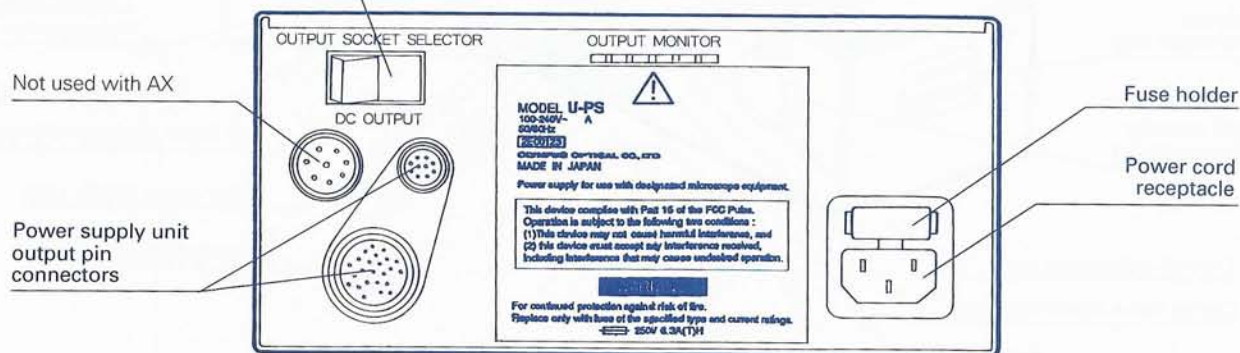 OUTPUT SOCKET SELECTOR
OUTPUT MONITOR
Not used with AX
DC OUTPUT
Power supply unit
output pin
connectors
MODEL U-PS
100-240V~ A
50/60Hz
OLYMPUS OPTICAL CO.,LTD
MADE IN JAPAN
Power supply for use with designated microscope equipment.
This device complies with Part 15 of the FCC Rules.
Operation is subject to the following two conditions :
(1)This device may not cause harmful interference, and
(2) this device must accept any interference received,
including interference that may cause undesired operation.
For continued protection against risk of fire.
Replace only with fuse of the specified type and current ratings.
250V 6.3A(T)H
Fuse holder
Power cord
receptacle